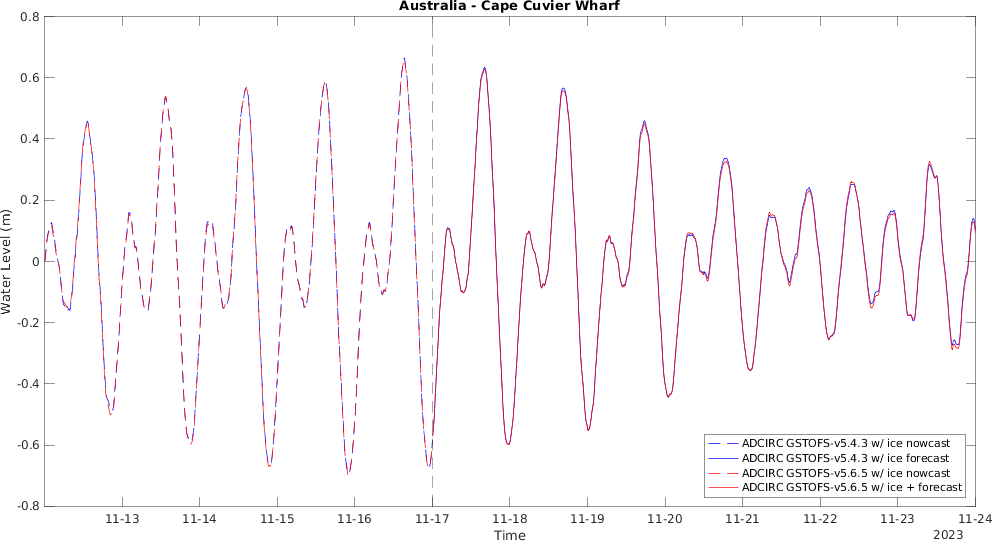 Australia - Cape Cuvier Wharf
0.8
0.6
0.4
0.2
0
-0.2
-0.4
-0.6
-0.8
Water Level (m)
ADCIRC GSTOFS-v5.4.3 w/ ice nowcast
ADCIRC GSTOFS-v5.4.3 w/ ice forecast
ADCIRC GSTOFS-v5.6.5 w/ ice nowcast
ADCIRC GSTOFS-v5.6.5 w/ ice + forecast
11-13 11-14 11-15 11-16 11-17 11-18 11-19 11-20 11-21 11-22 11-23 11-24
Time
2023